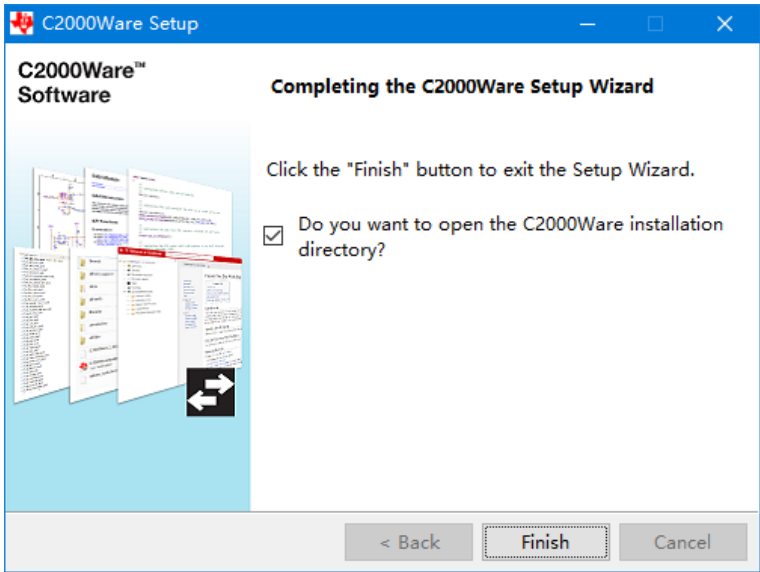 C2000Ware Setup
C2000Ware™
Software
Completing the C2000Ware Setup Wizard
Click the "Finish" button to exit the Setup Wizard.
Do you want to open the C2000Ware installation
directory?
< Back
Finish
Cancel